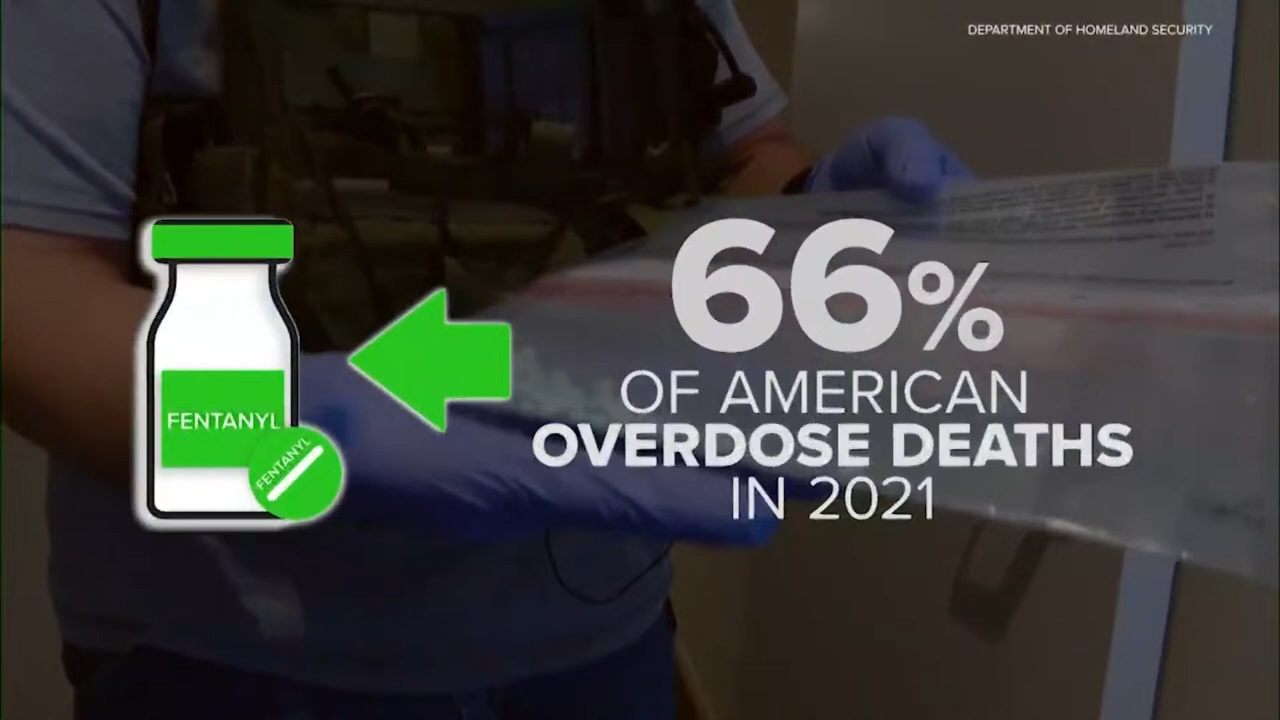 DEPARTMENT OF HOMELAND SECURITY
66%
OF AMERICAN
OVERDOSE DEATHS
IN 2021
FENTANYL
FENTANYL